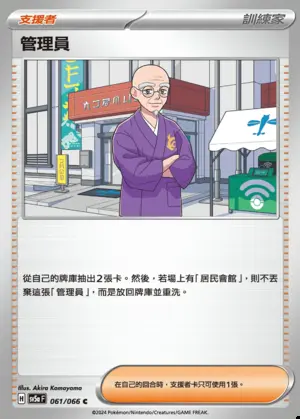 支援者 訓練家
管理員
從自己的牌庫抽出2張卡。然後,若場上有「居民會館」,則不丟
棄這張「管理員」,而是放回牌庫並重洗。
Illus. Akira Komayama
在自己的回合時,支援者卡只可使用1張。
H SV5a F 061/066 C
©2024 Pokémon/Nintendo/Creatures/GAME FREAK.